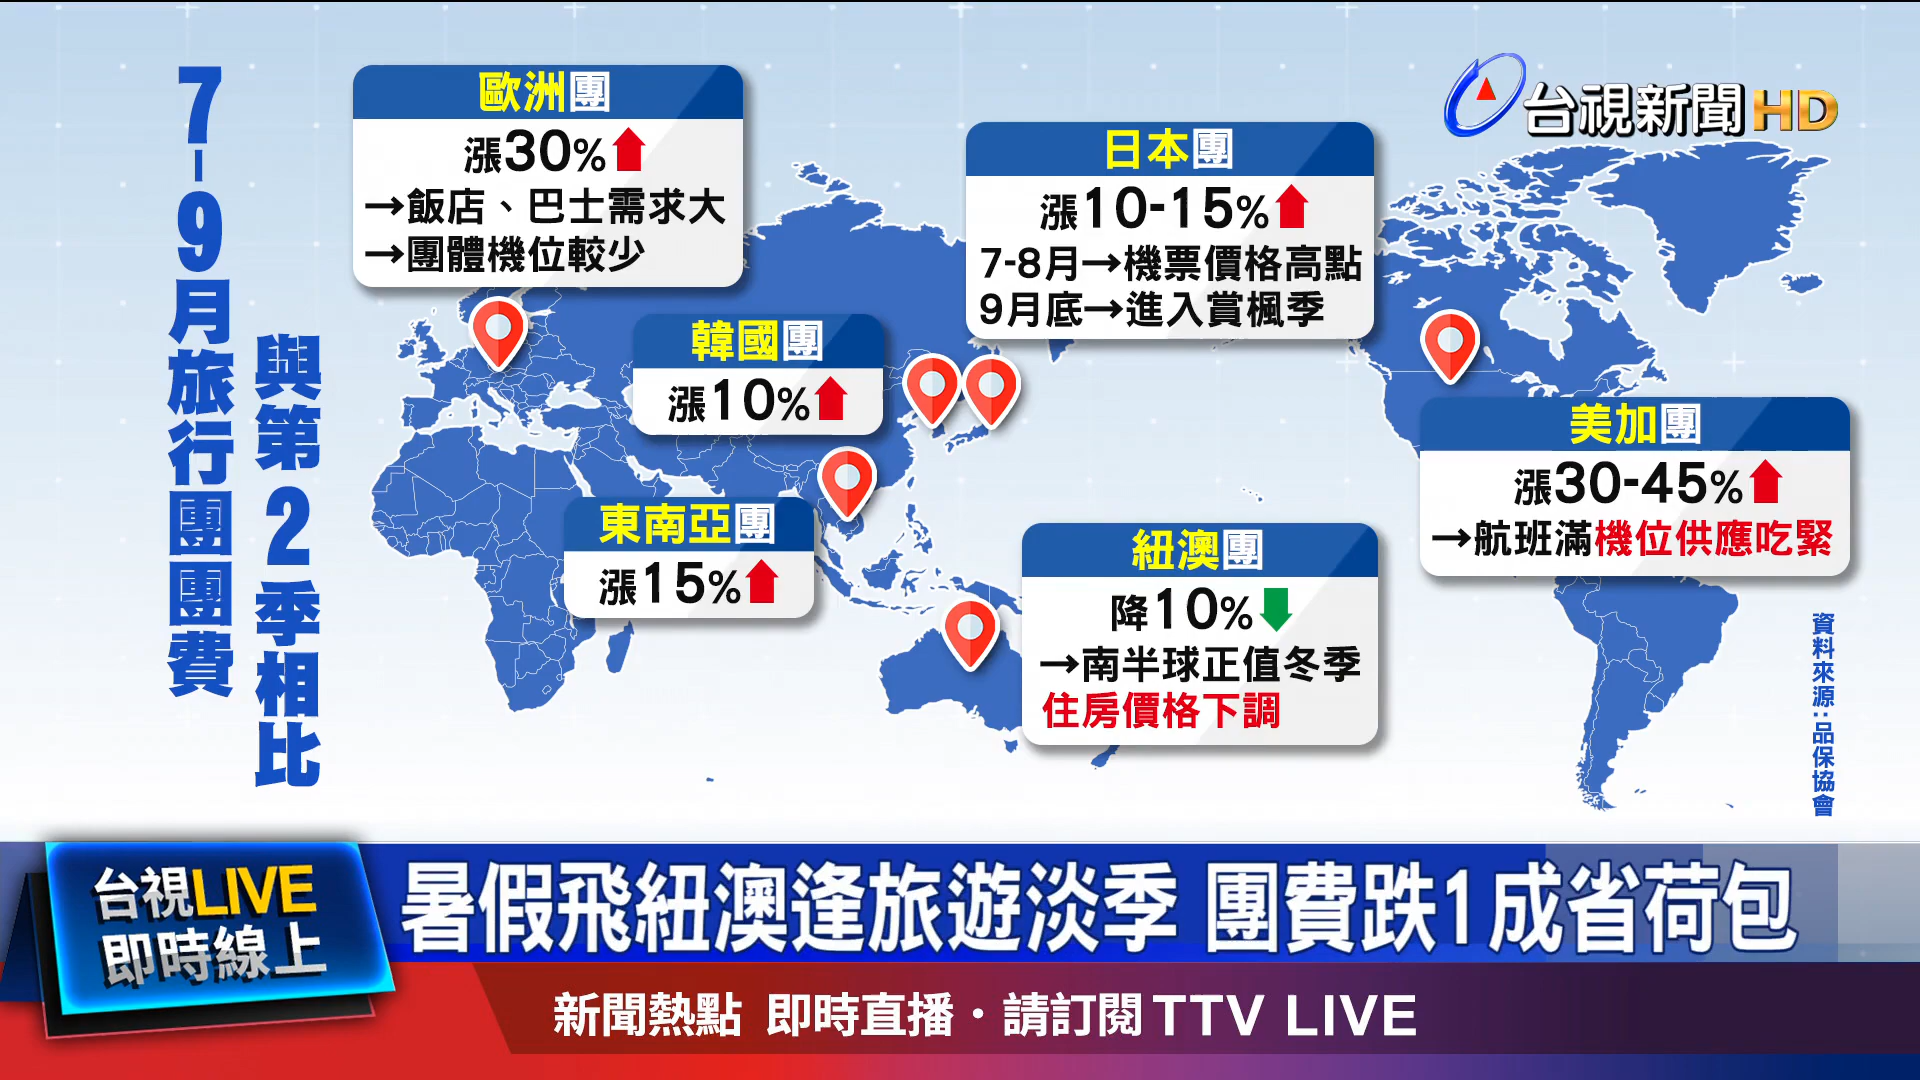 7-9月旅行團團費
與第2季相比
歐洲團
漲30%
→飯店、巴士需求大
→團體機位較少
台視新聞HD
日本團
漲10-15%
7-8月→機票價格高點
9月底→進入賞楓季
韓國團
漲10%
美加團
漲30-45%
→航班滿機位供應吃緊
東南亞團
漲15%
紐澳團
降10%
→南半球正值冬季
住房價格下調
資料來源:品保協會
台視LIVE
即時線上
暑假飛紐澳逢旅遊淡季 團費跌1成省荷包
新聞熱點 即時直播·請訂閱TTV LIVE